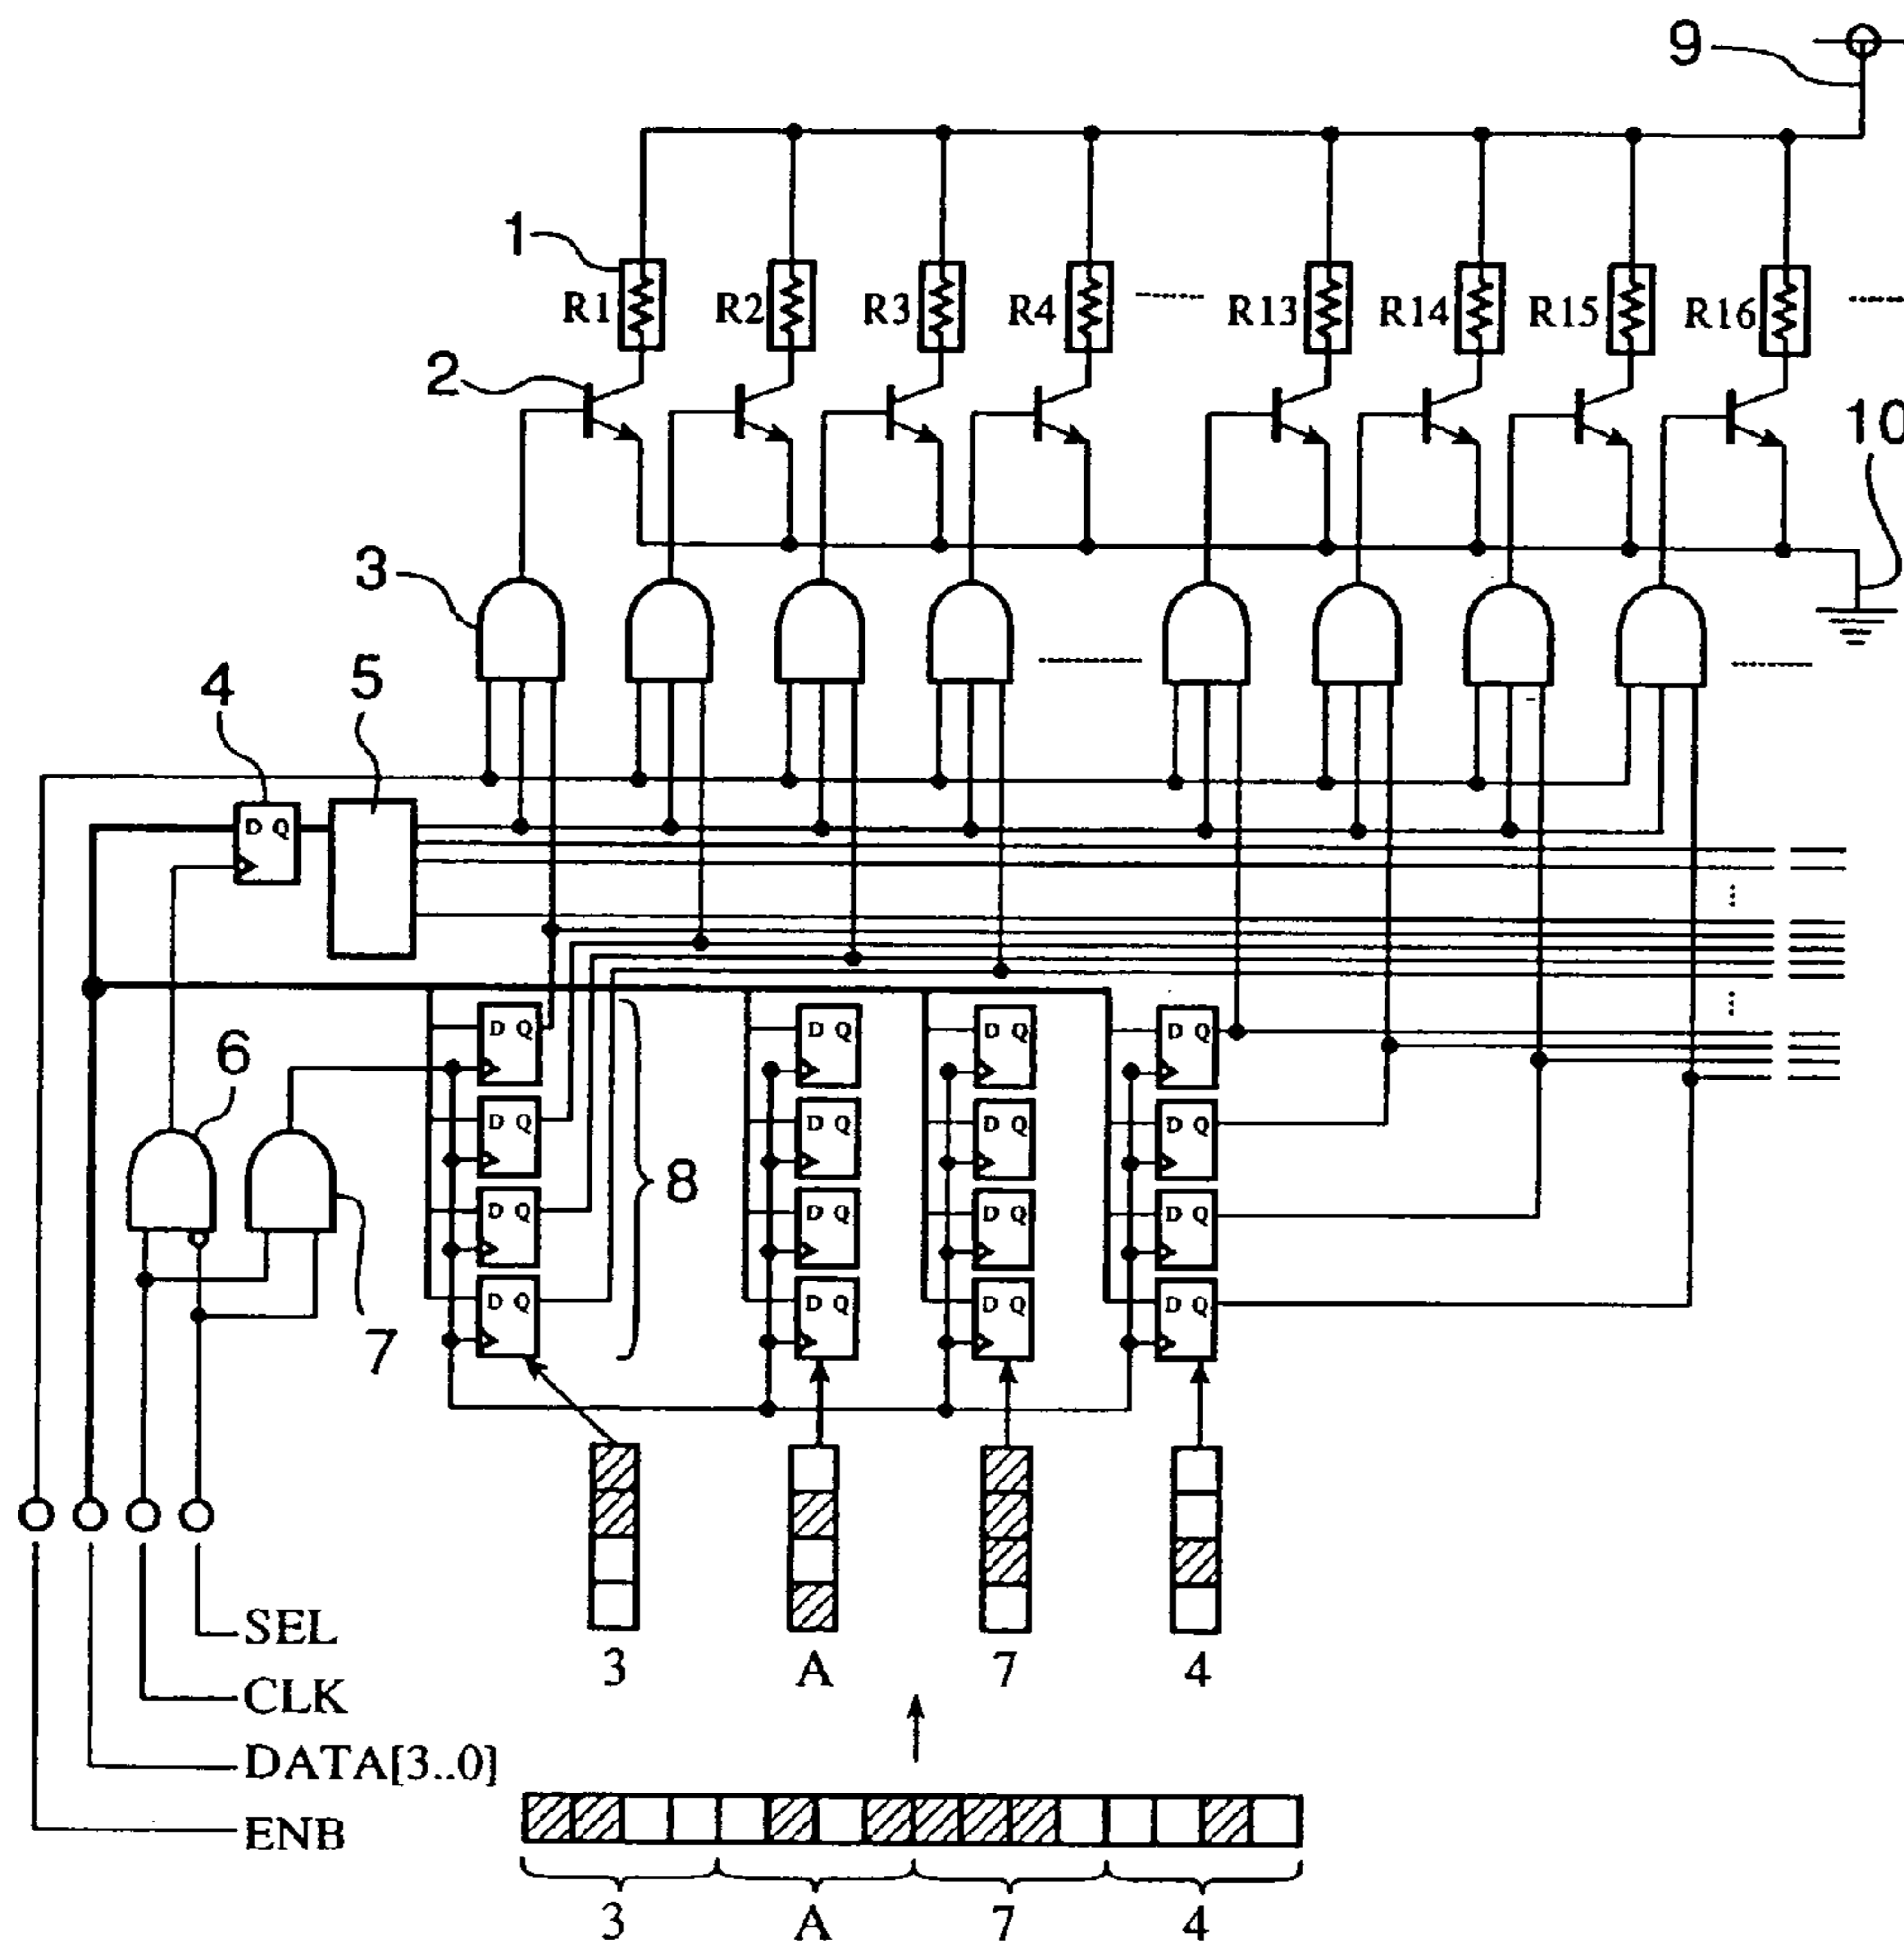 9
1
R1 R2 R3 R4 R13 R14 R15 R16
2
10
3
4 5
D Q
D Q D Q D Q D Q
6
D Q D Q D Q D Q
8
D Q D Q D Q D Q
D Q D Q D Q D Q
7
SEL
3 A 7 4
CLK
DATA[3..0]
ENB
3 A 7 4